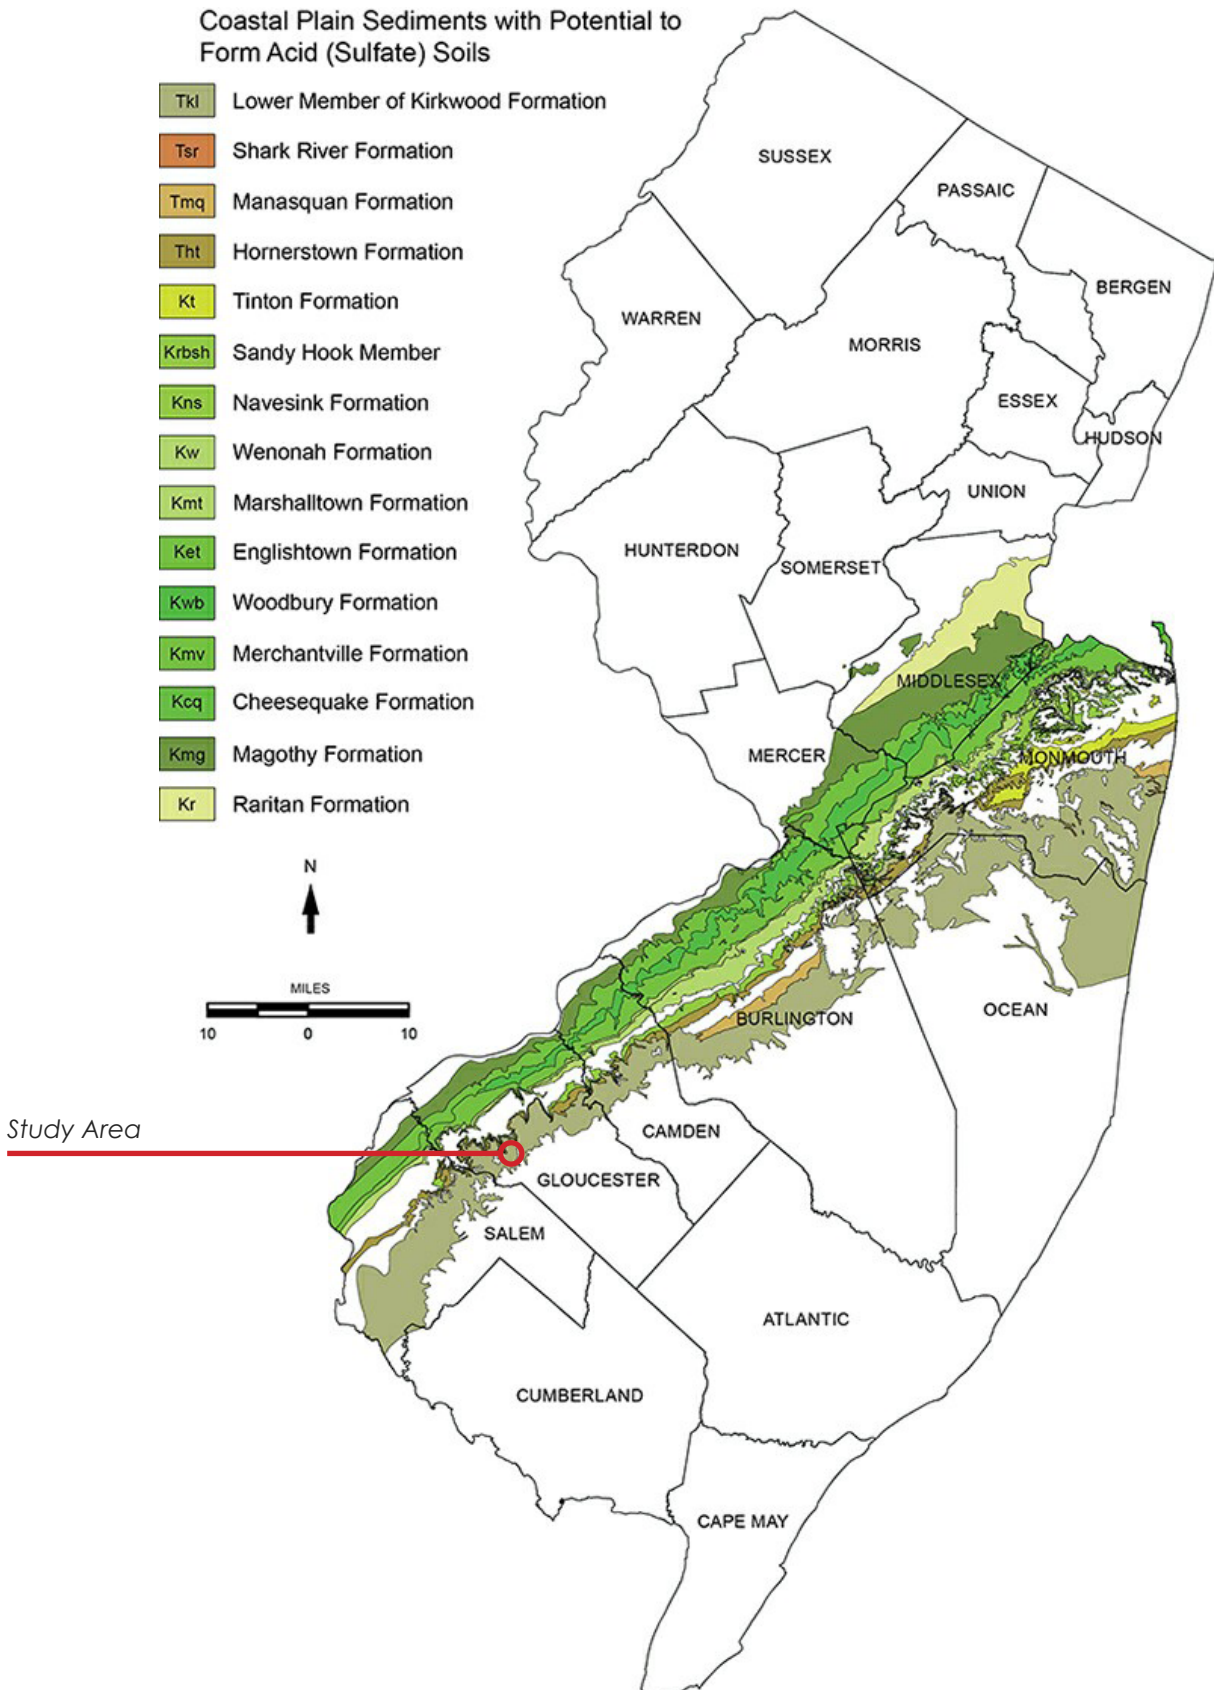 Coastal Plain Sediments with Potential to
Form Acid (Sulfate) Soils
Tkl Lower Member of Kirkwood Formation
Tsr Shark River Formation
Tmq Manasquan Formation
Tht Hornerstown Formation
Kt Tinton Formation
Krbsh Sandy Hook Member
Kns Navesink Formation
Kw Wenonah Formation
Kmt Marshalltown Formation
Ket Englishtown Formation
Kwb Woodbury Formation
Kmv Merchantville Formation
Kcq Cheesequake Formation
Kmg Magothy Formation
Kr Raritan Formation
N
MILES
10 0 10
Study Area
SUSSEX
PASSAIC
BERGEN
WARREN
MORRIS
ESSEX
HUDSON
UNION
HUNTERDON
SOMERSET
MIDDLESEX
MERCER
MONMOUTH
OCEAN
BURLINGTON
CAMDEN
GLOUCESTER
SALEM
ATLANTIC
CUMBERLAND
CAPE MAY